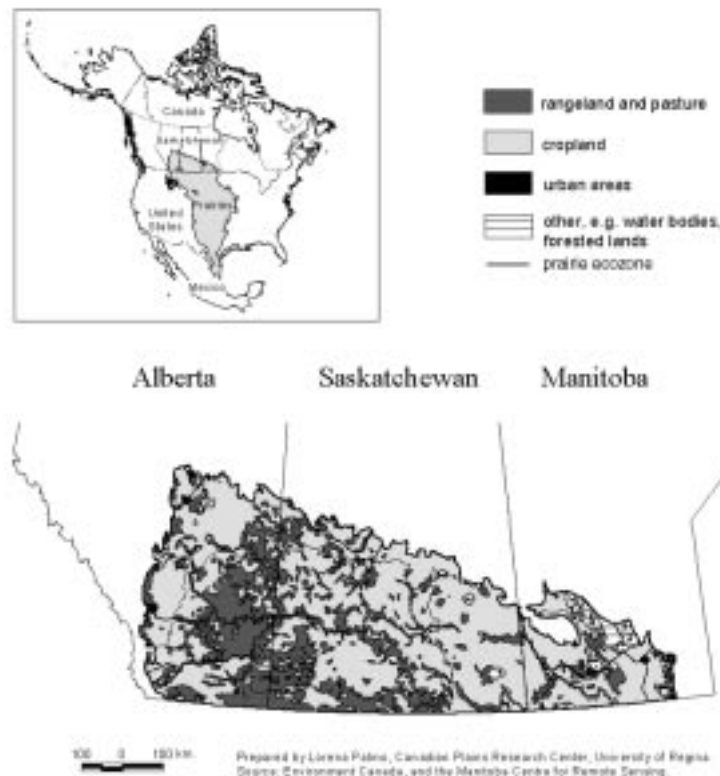 Canada
Saskatchewan
Prairies
United
States
Mexico
rangeland and pasture
cropland
urban areas
other, e.g. water bodies,
forested lands
prairie ecozone
Alberta Saskatchewan Manitoba
100 0 100 km.
Prepared by Lorena Patino, Canadian Plains Research Center, University of Regina
Source: Environment Canada, and the Manitoba Centre for Remote Sensing.